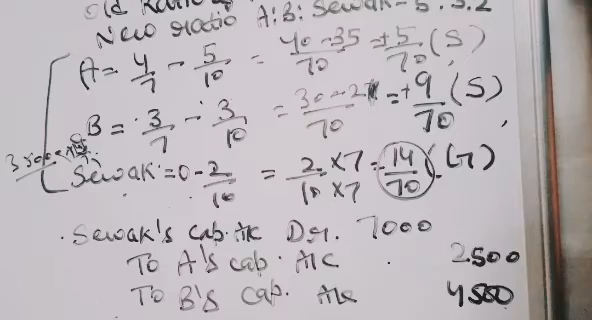 Old Ratio
New ratio A:B: Sewak = 5:3:2
A = 4/7 - 5/10 = 40-35/70 = +5/70 (S)
B = 3/7 - 3/10 = 30-21/70 = +9/70 (S)
Sewak = 0 - 2/10 = 2/10 ×7/×7 = 14/70 (G)
Sewak's Cap. A/c Dr. 7000
To A's cap. A/c 2500
To B's cap. A/c 4500